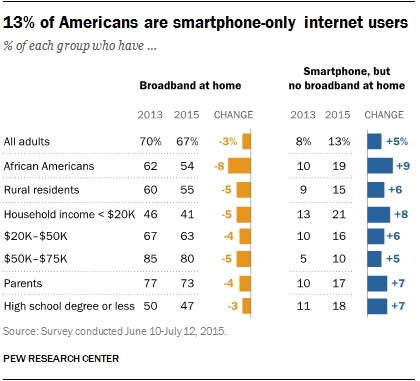 13% of Americans are smartphone-only internet users
% of each group who have ...
Broadband at home
Smartphone, but
no broadband at home
2013 2015 CHANGE 2013 2015 CHANGE
All adults 70% 67% -3% 8% 13% +5%
African Americans 62 54 -8 10 19 +9
Rural residents 60 55 -5 9 15 +6
Household income < $20K 46 41 -5 13 21 +8
$20K–$50K 67 63 -4 10 16 +6
$50K–$75K 85 80 -5 5 10 +5
Parents 77 73 -4 10 17 +7
High school degree or less 50 47 -3 11 18 +7
Source: Survey conducted June 10-July 12, 2015.
PEW RESEARCH CENTER